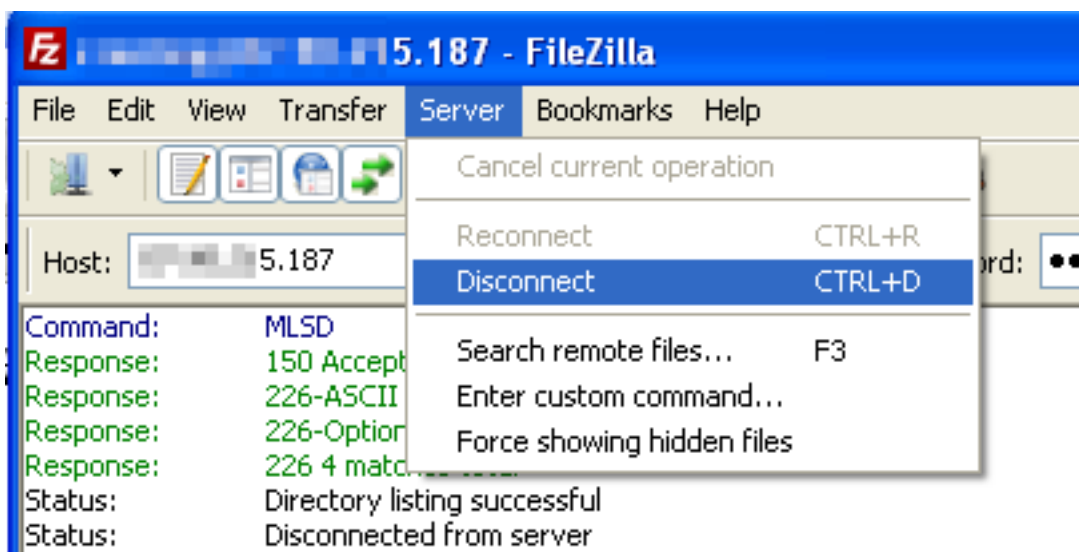 Fz 5.187 - FileZilla
File Edit View Transfer Server Bookmarks Help
Cancel current operation
Reconnect CTRL+R
Host: 5.187
Disconnect CTRL+D
Command: MLSD
Search remote files... F3
Response: 150 Accept
Response: 226-ASCII
Enter custom command...
Response: 226-Option
Force showing hidden files
Response: 226 4
Status: Directory listing successful
Status: Disconnected from server